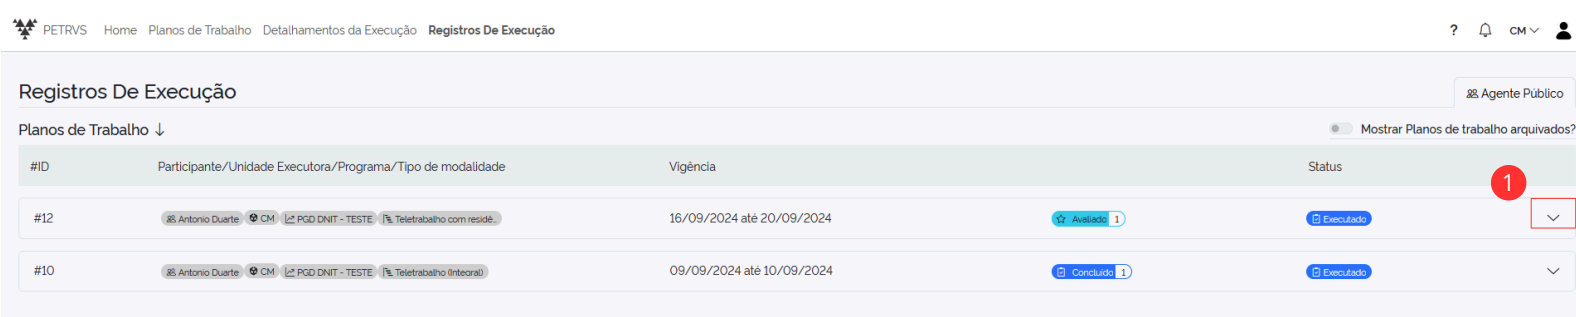 PETRVS Home Planos de Trabalho Detalhamentos da Execução Registros De Execução ? CM
Registros De Execução
Agente Público
Planos de Trabalho ↓
Mostrar Planos de trabalho arquivados?
#ID Participante/Unidade Executora/Programa/Tipo de modalidade Vigência Status
1
#12 Antonio Duarte CM PGD DNIT - TESTE Teletrabalho com residê... 16/09/2024 até 20/09/2024 Avaliado 1 Executado
#10 Antonio Duarte CM PGD DNIT - TESTE Teletrabalho (Integral) 09/09/2024 até 10/09/2024 Concluído 1 Executado